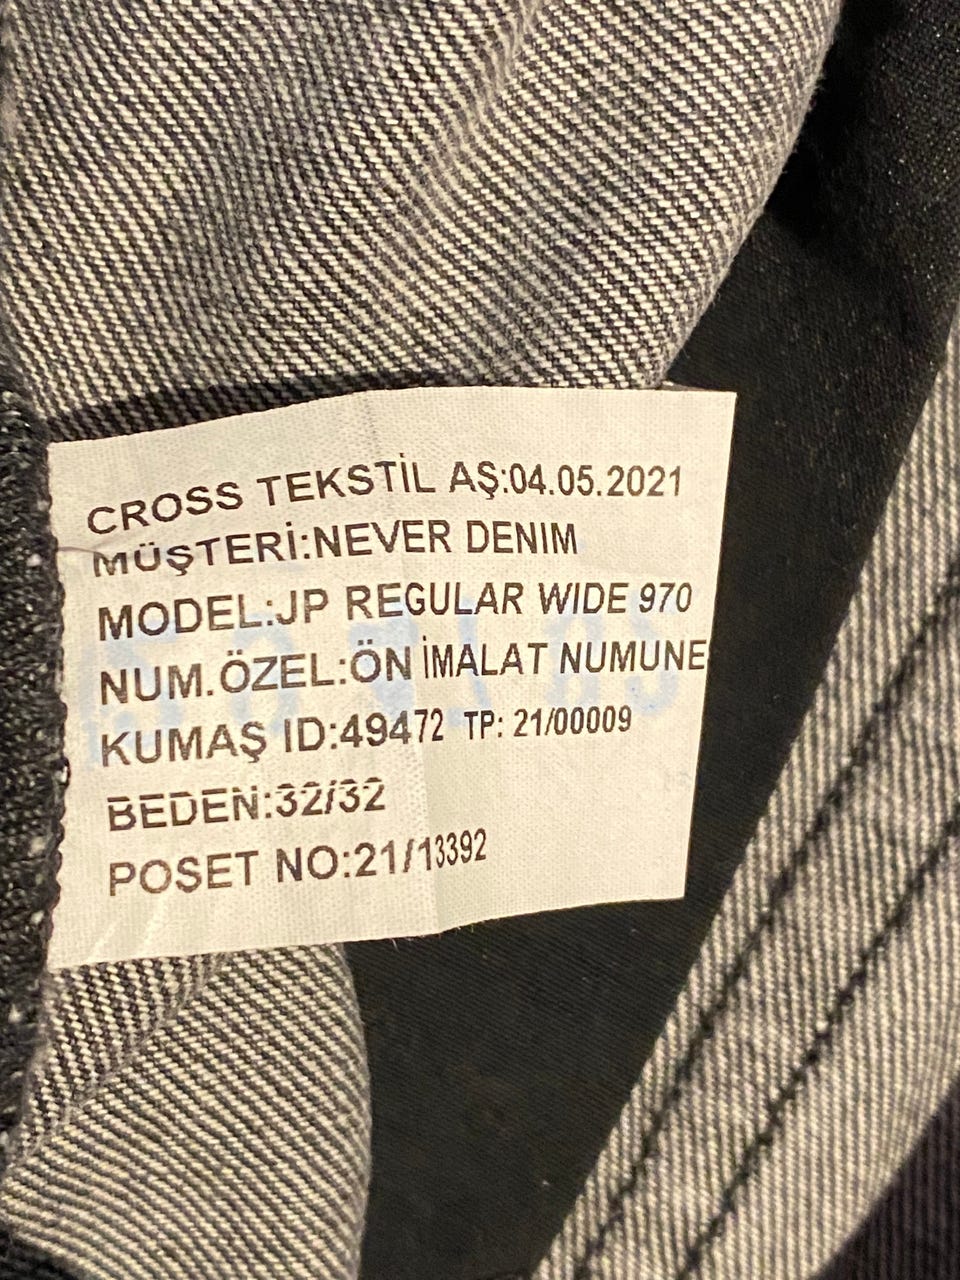 CROSS TEKSTİL AŞ:04.05.2021
MÜŞTERİ:NEVER DENIM
MODEL:JP REGULAR WIDE 970
NUM.ÖZEL:ÖN İMALAT NUMUNE
KUMAŞ ID:49472 TP: 21/00009
BEDEN:32/32
POSET NO:21/13392